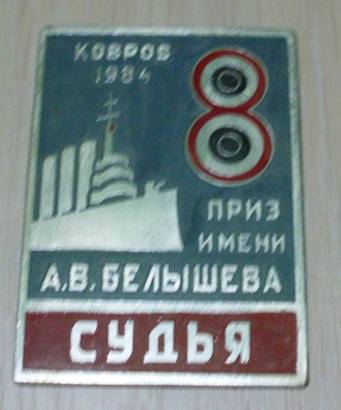 КОВРОВ
1984
8
ПРИЗ
ИМЕНИ
А.В.БЕЛЫШЕВА
СУДЬЯ